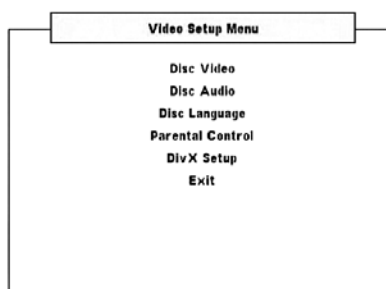 Video Setup Menu
Disc Video
Disc Audio
Disc Language
Parental Control
DivX Setup
Exit